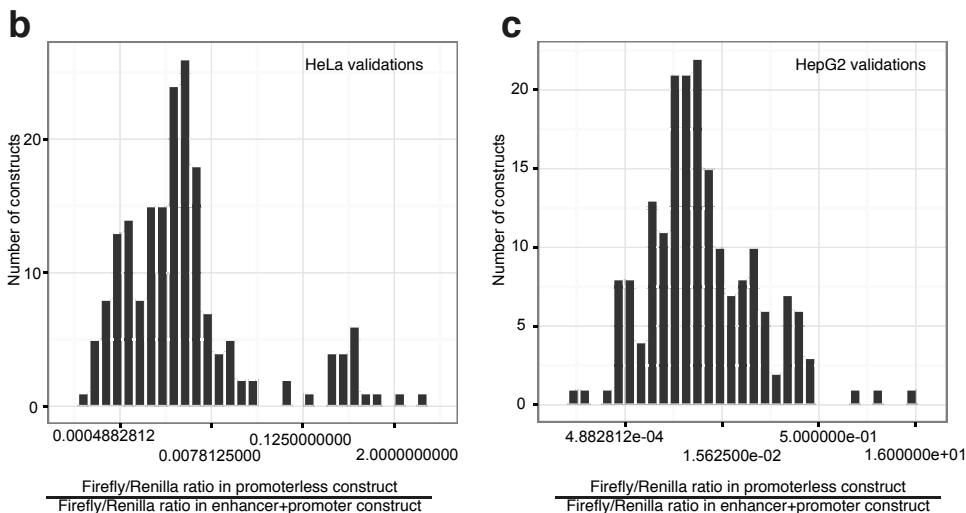 b
HeLa validations
Number of constructs
20
10
0
0.0004882812
0.0078125000
0.1250000000
2.0000000000
Firefly/Renilla ratio in promoterless construct
Firefly/Renilla ratio in enhancer+promoter construct
c
HepG2 validations
Number of constructs
20
15
10
5
0
4.882812e-04
1.562500e-02
5.000000e-01
1.600000e+01
Firefly/Renilla ratio in promoterless construct
Firefly/Renilla ratio in enhancer+promoter construct